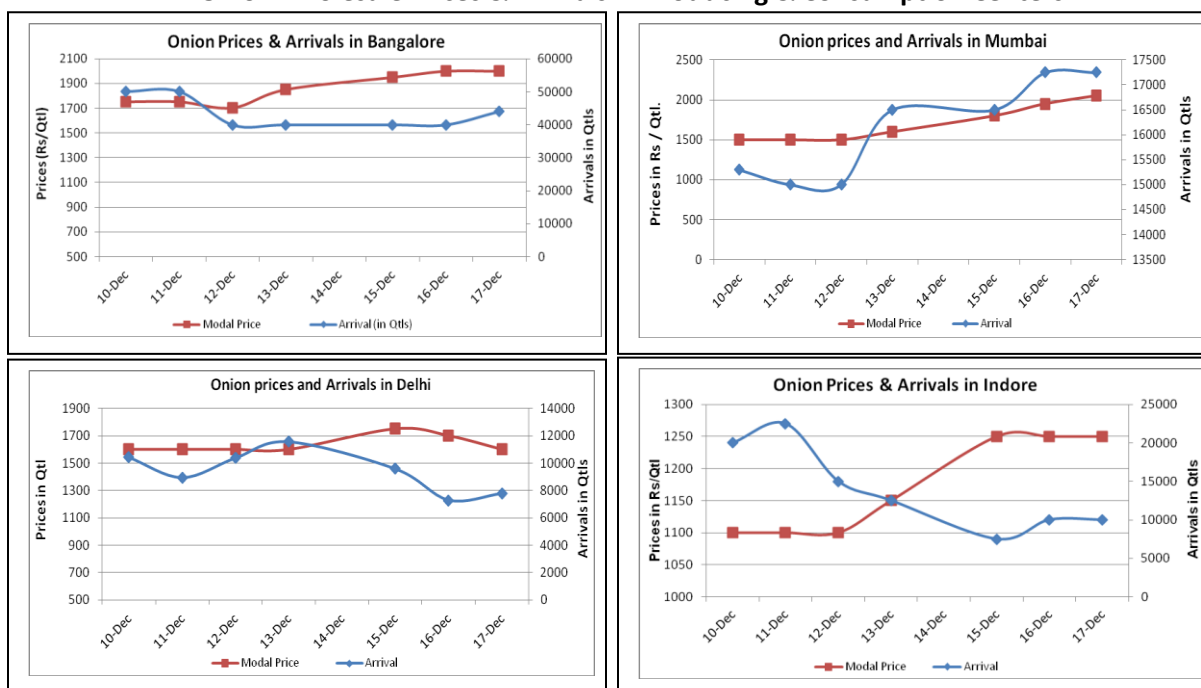 Onion Prices & Arrivals in Bangalore
Prices (Rs/Qtl)
2100
1900
1700
1500
1300
1100
900
700
500
60000
50000
40000
30000
20000
10000
0
Arrivals in Qtls
10-Dec
11-Dec
12-Dec
13-Dec
14-Dec
15-Dec
16-Dec
17-Dec
Modal Price
Arrival (in Qtls)
Onion prices and Arrivals in Mumbai
Prices in Rs / Qtl.
2500
2000
1500
1000
500
0
17500
17000
16500
16000
15500
15000
14500
14000
13500
Arrivals in Qtls
10-Dec
11-Dec
12-Dec
13-Dec
14-Dec
15-Dec
16-Dec
17-Dec
Modal Price
Arrival
Onion prices and Arrivals in Delhi
Prices in Qtl
1900
1700
1500
1300
1100
900
700
500
14000
12000
10000
8000
6000
4000
2000
0
Arrivals in Qtls
10-Dec
11-Dec
12-Dec
13-Dec
14-Dec
15-Dec
16-Dec
17-Dec
Modal Price
Arrival
Onion Prices & Arrivals in Indore
Prices in Rs/Qtl
1300
1250
1200
1150
1100
1050
1000
25000
20000
15000
10000
5000
0
Arrivals in Qtls
10-Dec
11-Dec
12-Dec
13-Dec
14-Dec
15-Dec
16-Dec
17-Dec
Modal Price
Arrival